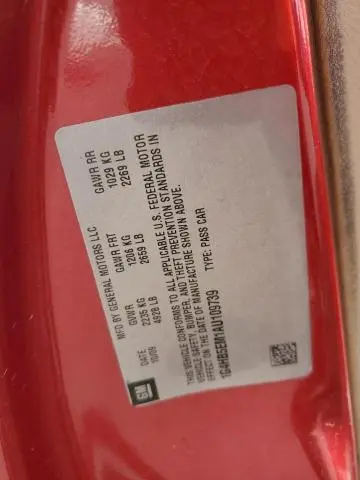 MFD BY GENERAL MOTORS LLC
DATE GVWR GAWR FRT GAWR RR
10/09 2235 KG 1206 KG 1029 KG
4928 LB 2659 LB 2269 LB
THIS VEHICLE CONFORMS TO ALL APPLICABLE U.S. FEDERAL MOTOR
VEHICLE SAFETY, BUMPER, AND THEFT PREVENTION STANDARDS IN
EFFECT ON THE DATE OF MANUFACTURE SHOWN ABOVE.
1G4HB5EM1AU109739 TYPE: PASS CAR
GM